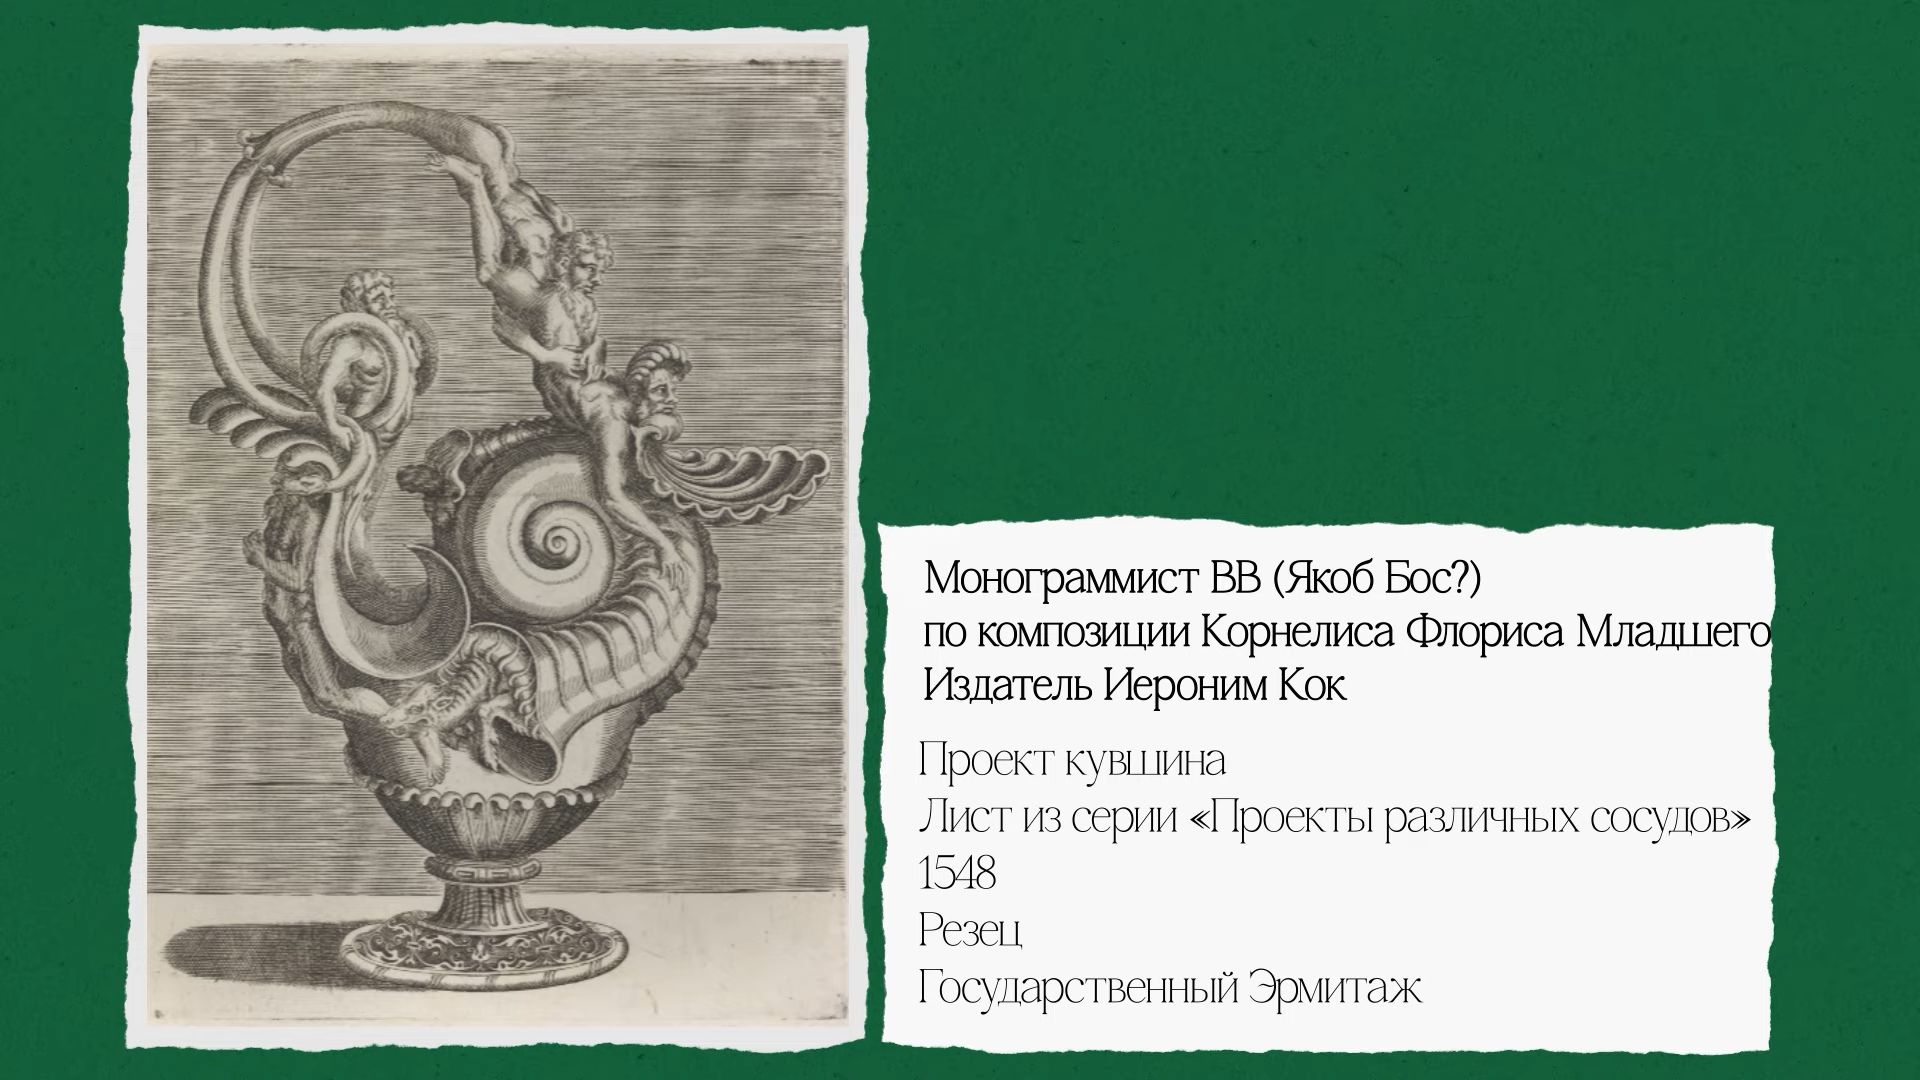 Монограммист ВВ (Якоб Бос?)
по композиции Корнелиса Флориса Младшего
Издатель Иероним Кок
Проект кувшина
Лист из серии «Проекты различных сосудов»
1548
Резец
Государственный Эрмитаж